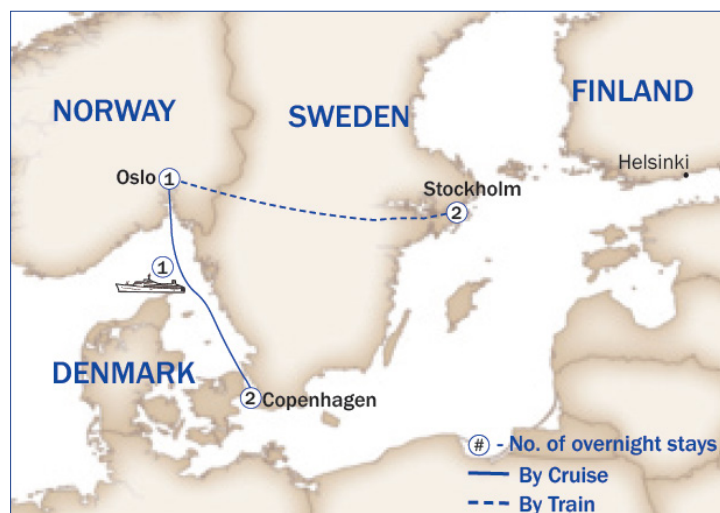 NORWAY
SWEDEN
FINLAND
Helsinki
Oslo 1
Stockholm
2
1
DENMARK
2 Copenhagen
# - No. of overnight stays
By Cruise
By Train